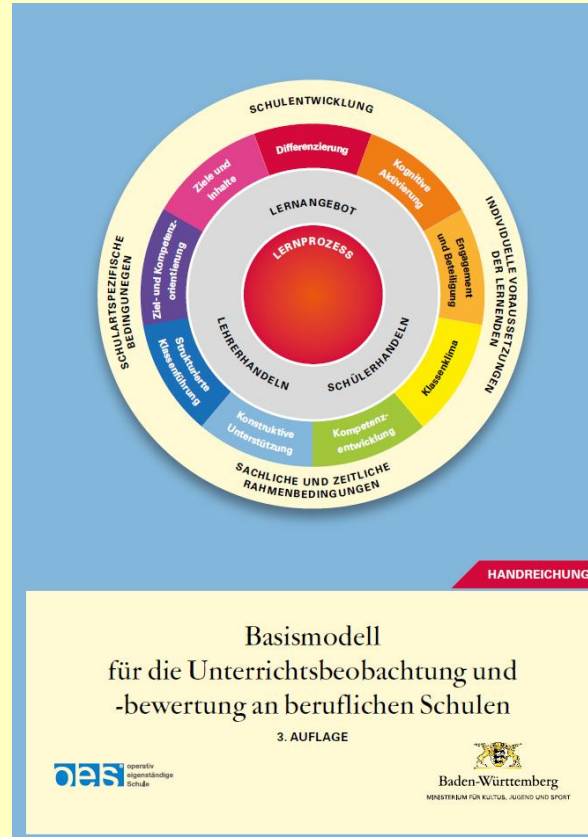 SCHULENTWICKLUNG
Differenzierung
Ziele und
Inhalte
Kognitive
Aktivierung
LERNANGEBOT
LERNPROZESS
SCHULARTSPEZIFISCHE
BEDINGUNEGEN
Ziel- und Kompetenz-
orientierung
Engagement
und Beteiligung
INDIVIDUELLE VORAUSSETZUNGEN
DER LERNENDEN
LEHRERHANDELN
SCHÜLERHANDELN
Strukturierte
Klassenführung
Klassenklima
Konstruktive
Unterstützung
Kompetenz-
entwicklung
SACHLICHE UND ZEITLICHE
RAHMENBEDINGUNGEN
HANDREICHUNG
Basismodell
für die Unterrichtsbeobachtung und
-bewertung an beruflichen Schulen
3. AUFLAGE
oes
operativ
eigenständige
Schule
Baden-Württemberg
MINISTERIUM FÜR KULTUS, JUGEND UND SPORT